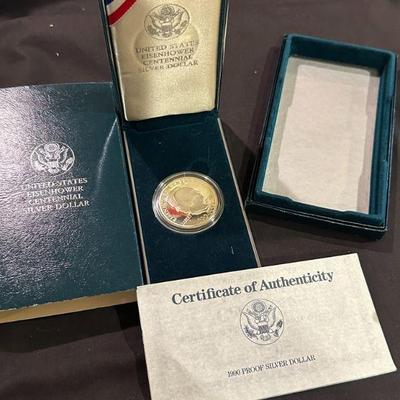 UNITED STATES
EISENHOWER
CENTENNIAL
SILVER DOLLAR
UNITED STATES
EISENHOWER
CENTENNIAL
SILVER DOLLAR
Certificate of Authenticity
1990 PROOF SILVER DOLLAR